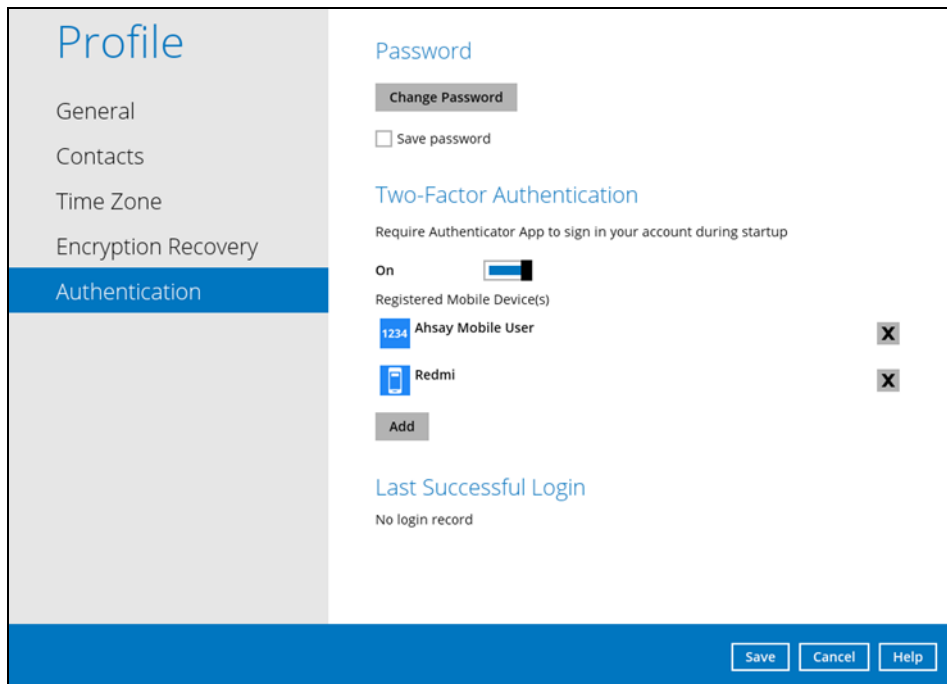 Profile
General
Contacts
Time Zone
Encryption Recovery
Authentication
Password
Change Password
Save password
Two-Factor Authentication
Require Authenticator App to sign in your account during startup
On
Registered Mobile Device(s)
1234 Ahsay Mobile User X
Redmi X
Add
Last Successful Login
No login record
Save Cancel Help